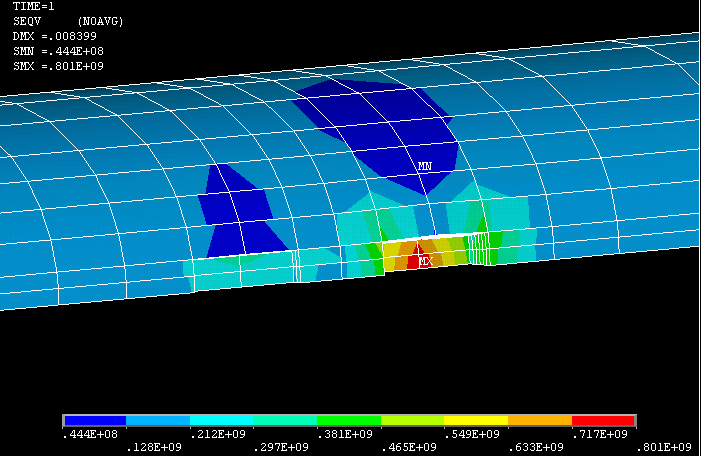 TIME=1
SEQV (NOAVG)
DMX =.008399
SMN =.444E+08
SMX =.801E+09
MN
MX
.444E+08 .212E+09 .381E+09 .549E+09 .717E+09
.128E+09 .297E+09 .465E+09 .633E+09 .801E+09